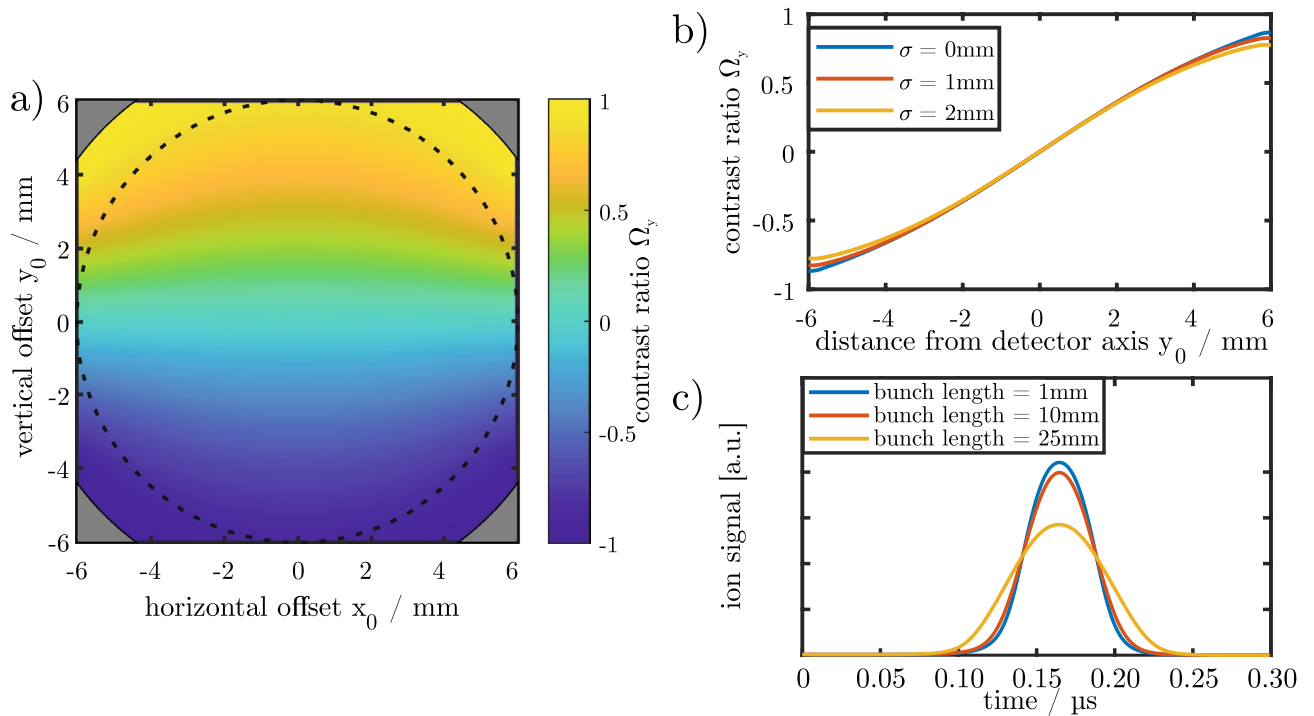 a)
6
4
2
0
-2
-4
-6
vertical offset y0 / mm
-6 -4 -2 0 2 4 6
horizontal offset x0 / mm
1
0.5
0
-0.5
-1
contrast ratio Ωy
b)
1
0.5
0
-0.5
-1
contrast ratio Ωy
σ = 0mm
σ = 1mm
σ = 2mm
-6 -4 -2 0 2 4 6
distance from detector axis y0 / mm
c)
bunch length = 1mm
bunch length = 10mm
bunch length = 25mm
ion signal [a.u.]
0 0.05 0.10 0.15 0.20 0.25 0.30
time / µs